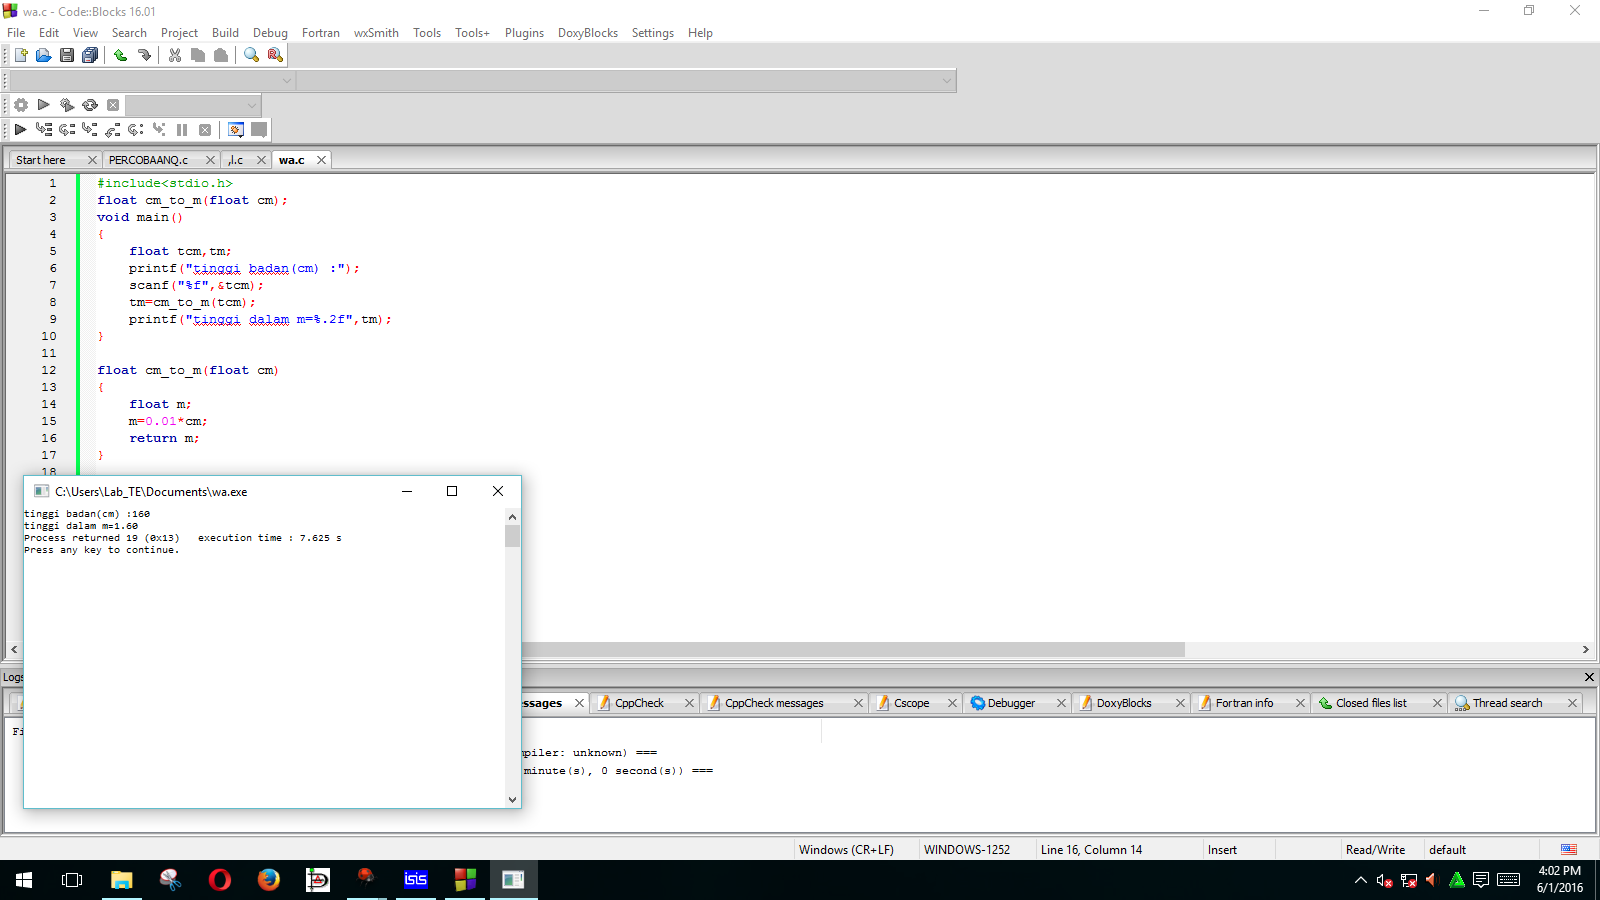 wa.c - Code::Blocks 16.01
File Edit View Search Project Build Debug Fortran wxSmith Tools Tools+ Plugins DoxyBlocks Settings Help
Start here PERCOBAANQ.c ,l.c wa.c
1 #include<stdio.h>
2 float cm_to_m(float cm);
3 void main()
4 {
5 float tcm,tm;
6 printf("tinggi badan(cm) :");
7 scanf("%f",&tcm);
8 tm=cm_to_m(tcm);
9 printf("tinggi dalam m=%.2f",tm);
10 }
11
12 float cm_to_m(float cm)
13 {
14 float m;
15 m=0.01*cm;
16 return m;
17 }
18
C:\Users\Lab_TE\Documents\wa.exe
tinggi badan(cm) :160
tinggi dalam m=1.60
Process returned 19 (0x13) execution time : 7.625 s
Press any key to continue.
Logs
essages CppCheck CppCheck messages Cscope Debugger DoxyBlocks Fortran info Closed files list Thread search
Fi
mpiler: unknown) ===
minute(s), 0 second(s)) ===
Windows (CR+LF) WINDOWS-1252 Line 16, Column 14 Insert Read/Write default
isis
4:02 PM
6/1/2016